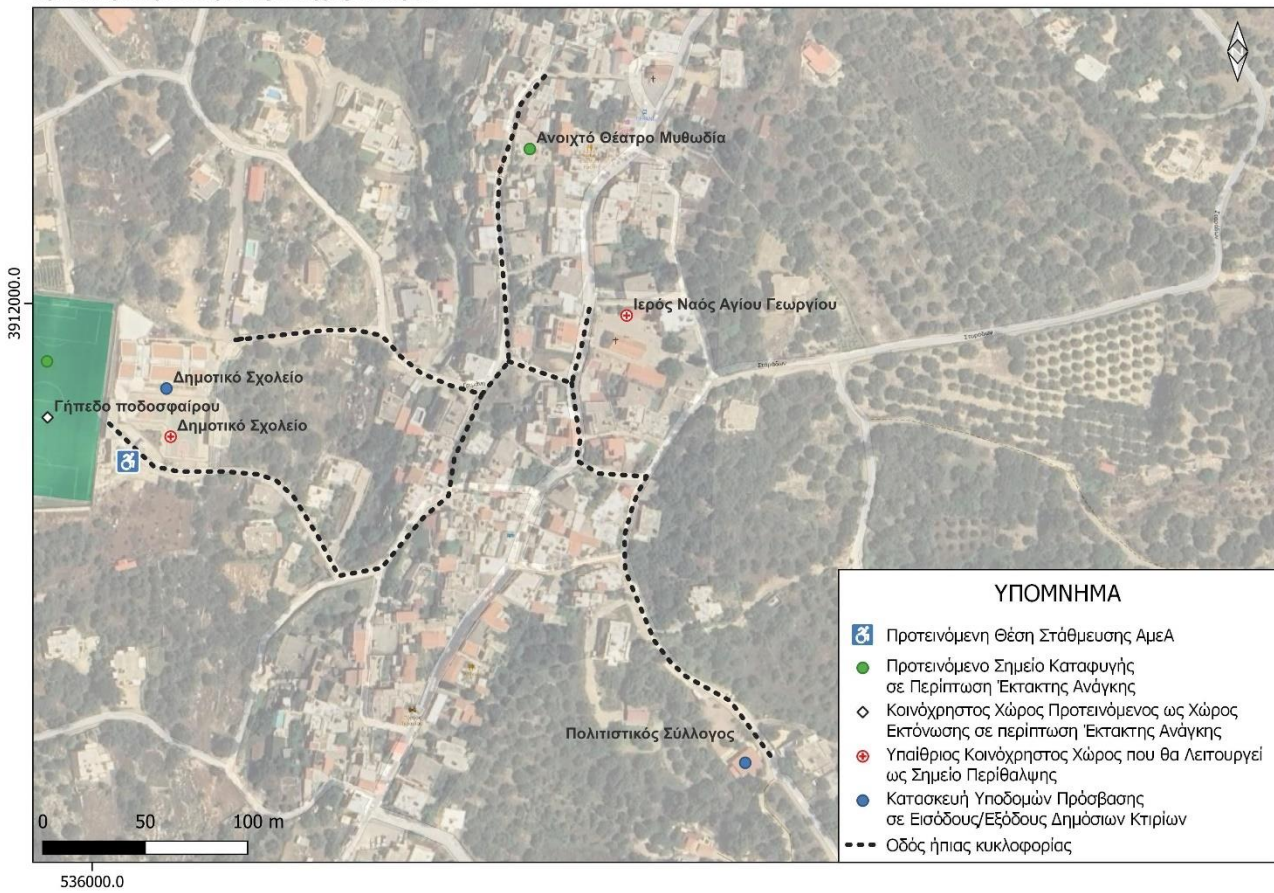 Ανοιχτό Θέατρο Μυθωδία
Ιερός Ναός Αγίου Γεωργίου
3912000.0
Σταράδων
Σταράδων
Δημοτικό Σχολείο
Γήπεδο ποδοσφαίρου
Δημοτικό Σχολείο
Πολιτιστικός Σύλλογος
ΥΠΟΜΝΗΜΑ
Προτεινόμενη Θέση Στάθμευσης ΑμεΑ
Προτεινόμενο Σημείο Καταφυγής
σε Περίπτωση Έκτακτης Ανάγκης
Κοινόχρηστος Χώρος Προτεινόμενος ως Χώρος
Εκτόνωσης σε περίπτωση Έκτακτης Ανάγκης
Υπαίθριος Κοινόχρηστος Χώρος που θα Λειτουργεί
ως Σημείο Περίθαλψης
Κατασκευή Υποδομών Πρόσβασης
σε Εισόδους/Εξόδους Δημόσιων Κτιρίων
Οδός ήπιας κυκλοφορίας
0 50 100 m
536000.0